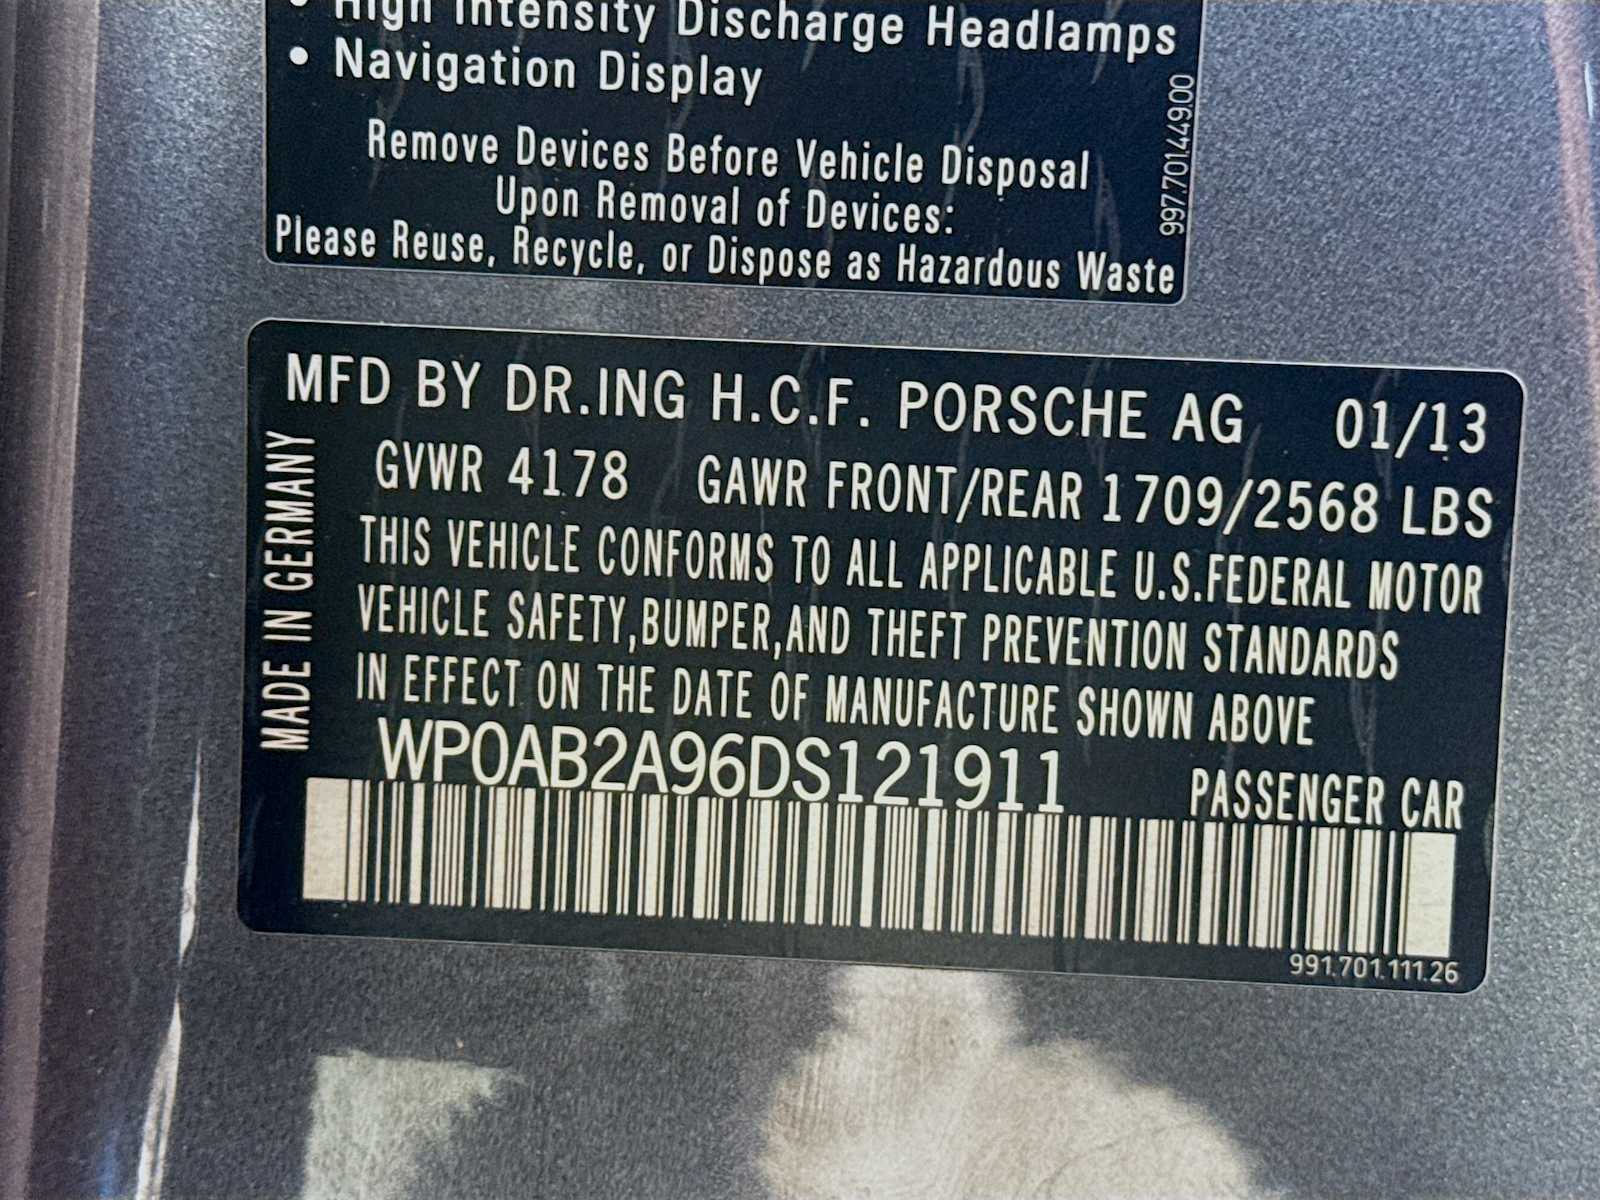 • High Intensity Discharge Headlamps
• Navigation Display
Remove Devices Before Vehicle Disposal
Upon Removal of Devices:
Please Reuse, Recycle, or Dispose as Hazardous Waste
997.701.449.00
MFD BY DR.ING H.C.F. PORSCHE AG 01/13
GVWR 4178 GAWR FRONT/REAR 1709/2568 LBS
THIS VEHICLE CONFORMS TO ALL APPLICABLE U.S.FEDERAL MOTOR
VEHICLE SAFETY,BUMPER,AND THEFT PREVENTION STANDARDS
IN EFFECT ON THE DATE OF MANUFACTURE SHOWN ABOVE
WP0AB2A96DS121911 PASSENGER CAR
MADE IN GERMANY
991.701.111.26